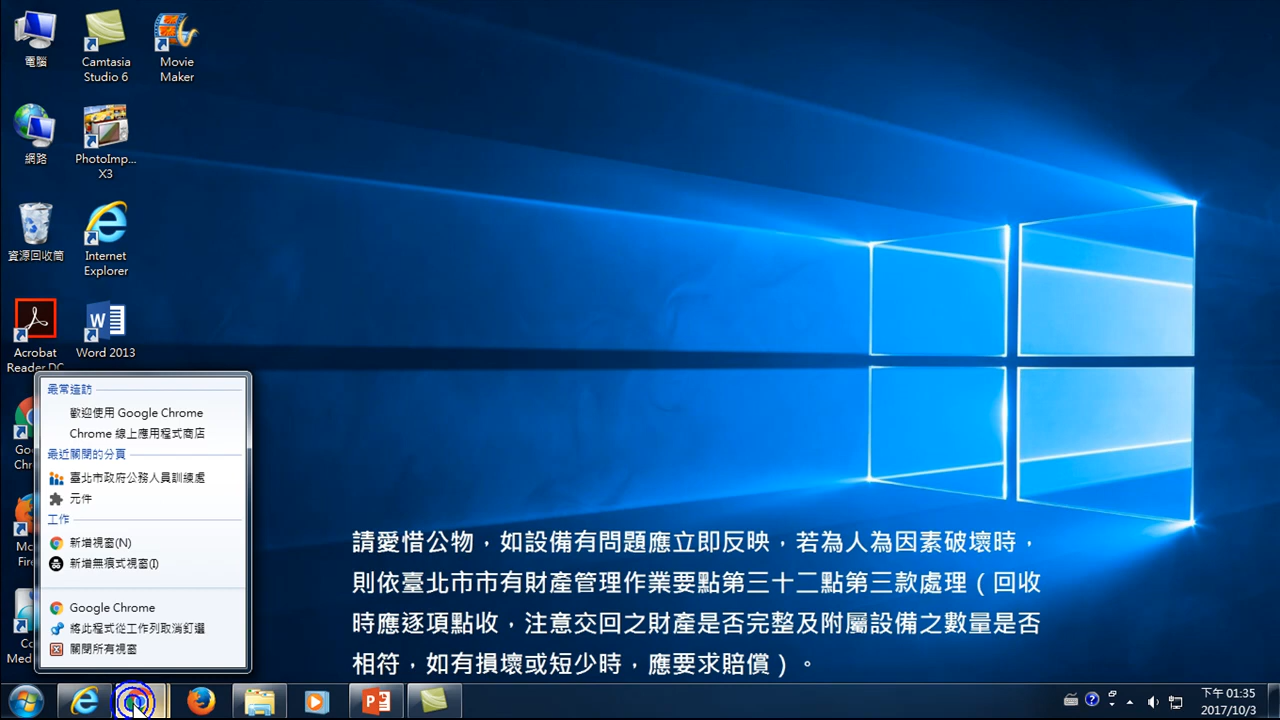 電腦
Camtasia
Studio 6
Movie
Maker
網路
PhotoImp...
X3
資源回收筒
Internet
Explorer
Acrobat
Reader DC
Word 2013
最常造訪
歡迎使用 Google Chrome
Chrome 線上應用程式商店
最近關閉的分頁
臺北市政府公務人員訓練處
元件
工作
新增視窗(N)
新增無痕式視窗(I)
Google Chrome
將此程式從工作列取消釘選
關閉所有視窗
Go
Chr
Mo
Fire
Co
Med
請愛惜公物，如設備有問題應立即反映，若為人為因素破壞時，
則依臺北市市有財產管理作業要點第三十二點第三款處理（回收
時應逐項點收，注意交回之財產是否完整及附屬設備之數量是否
相符，如有損壞或短少時，應要求賠償）。
下午 01:35
2017/10/3